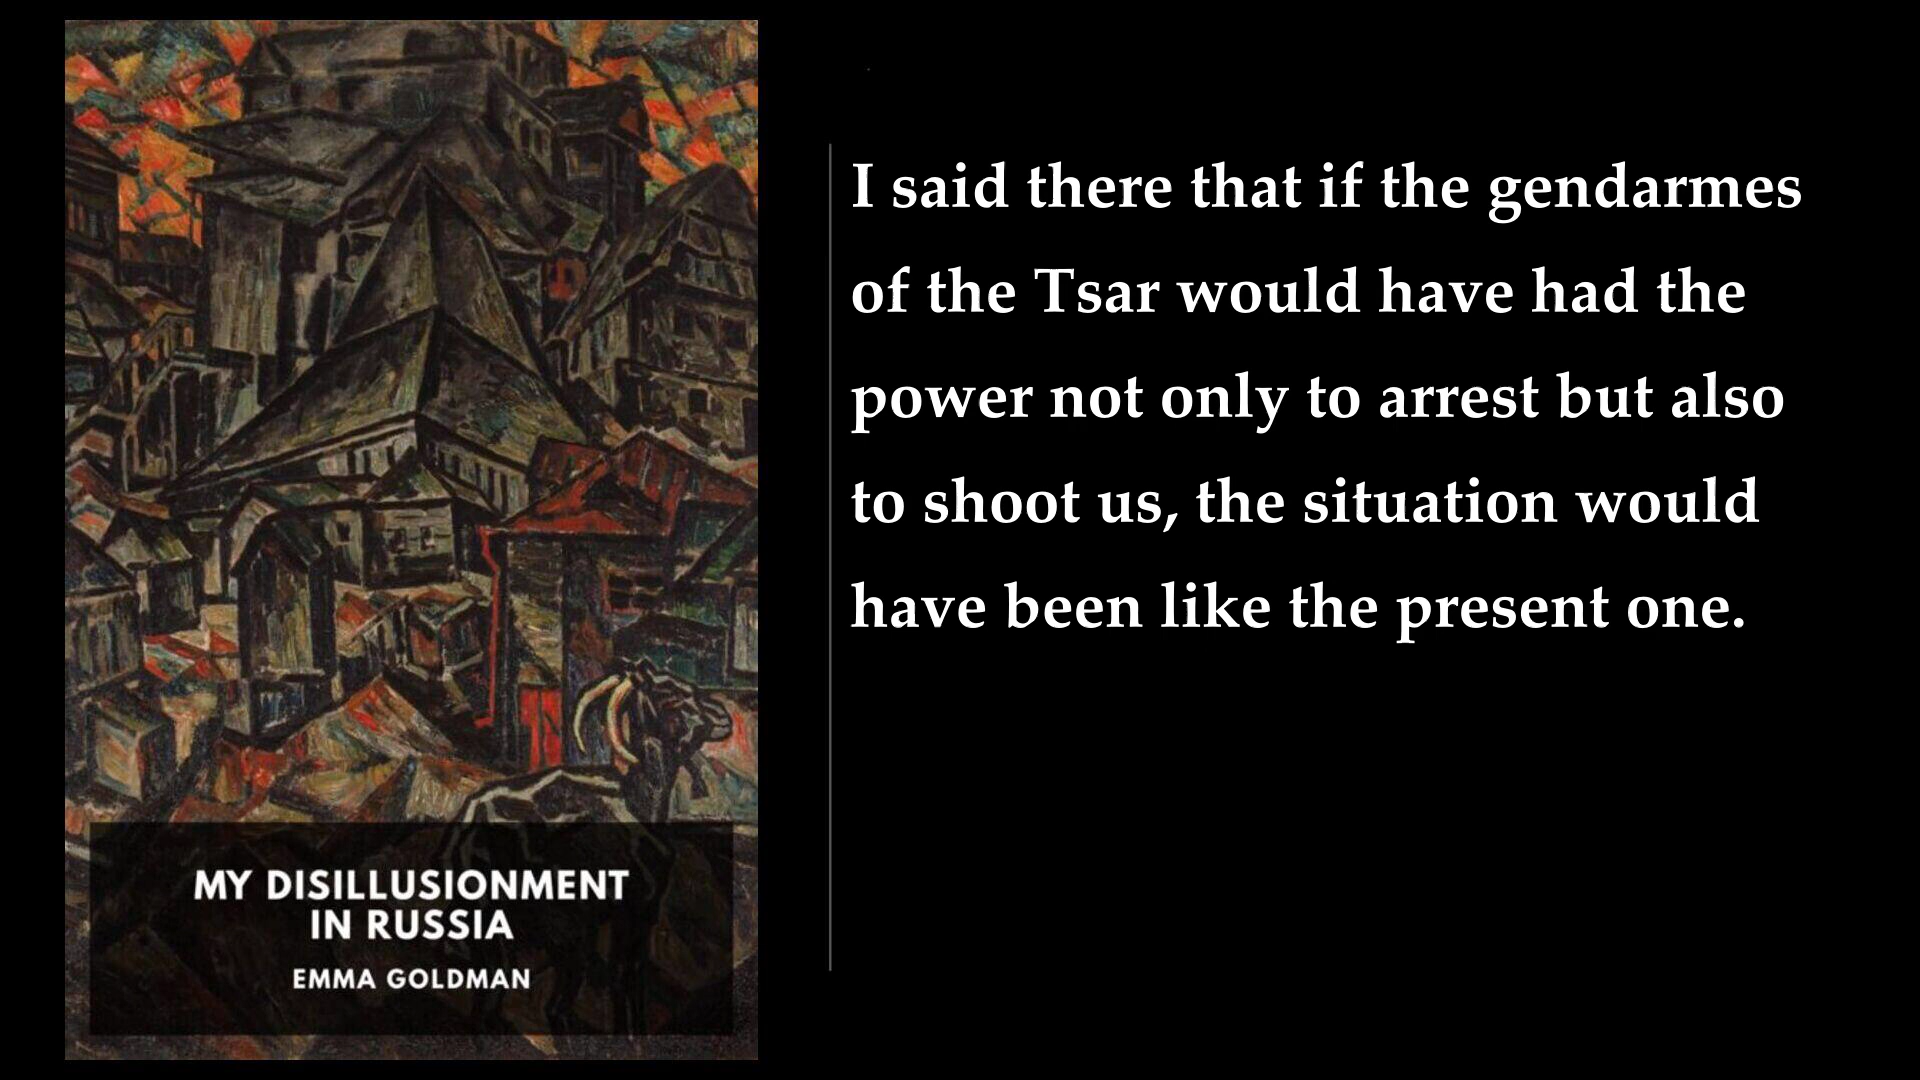 MY DISILLUSIONMENT
IN RUSSIA
EMMA GOLDMAN
I said there that if the gendarmes
of the Tsar would have had the
power not only to arrest but also
to shoot us, the situation would
have been like the present one.